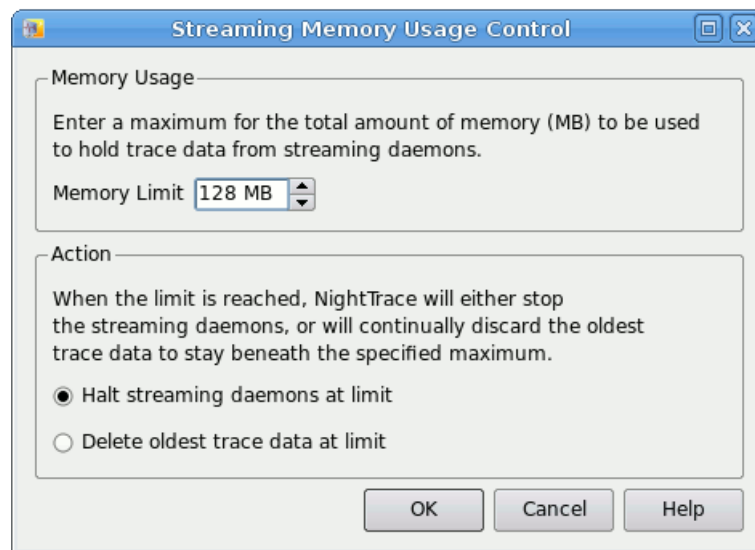 Streaming Memory Usage Control
Memory Usage
Enter a maximum for the total amount of memory (MB) to be used
to hold trace data from streaming daemons.
Memory Limit 128 MB
Action
When the limit is reached, NightTrace will either stop
the streaming daemons, or will continually discard the oldest
trace data to stay beneath the specified maximum.
Halt streaming daemons at limit
Delete oldest trace data at limit
OK Cancel Help